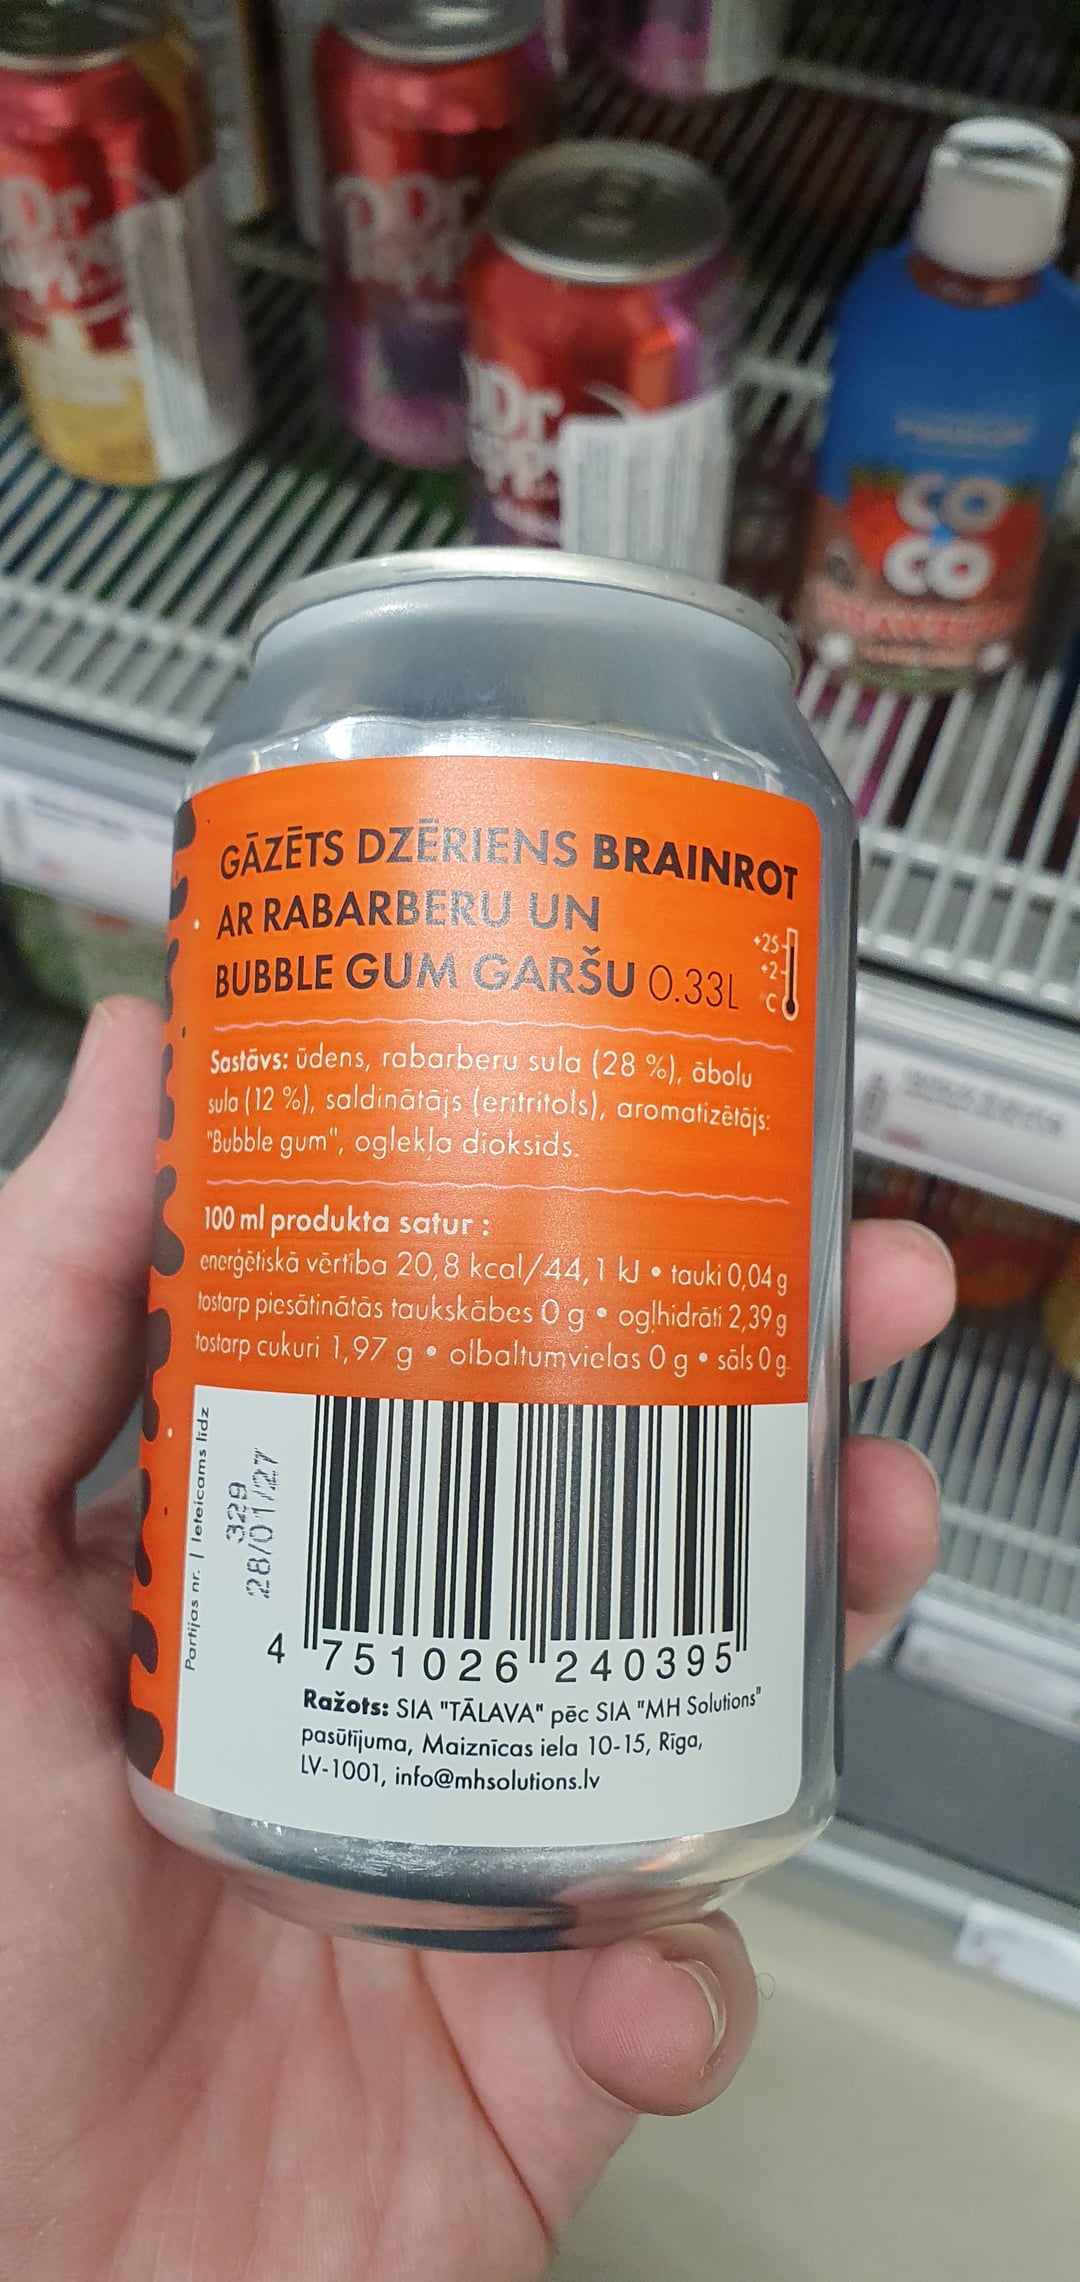 Dr
Dr
Dr
CO
CO
GĀZĒTS DZĒRIENS BRAINROT
AR RABARBERU UN
BUBBLE GUM GARŠU 0.33L
+25
+2
°C
Sastāvs: ūdens, rabarberu sula (28 %), ābolu
sula (12 %), saldinātājs (eritritols), aromatizētājs:
"Bubble gum", oglekļa dioksīds.
100 ml produkta satur :
enerģētiskā vērtība 20,8 kcal/44,1 kJ • tauki 0,04 g
tostarp piesātinātās taukskābes 0 g • ogļhidrāti 2,39 g
tostarp cukuri 1,97 g • olbaltumvielas 0 g • sāls 0 g.
Partijas nr. | Ieteicams līdz
329
28/01/27
4 751026 240395
Ražots: SIA "TĀLAVA" pēc SIA "MH Solutions"
pasūtījuma, Maiznīcas iela 10-15, Rīga,
LV-1001, info@mhsolutions.lv